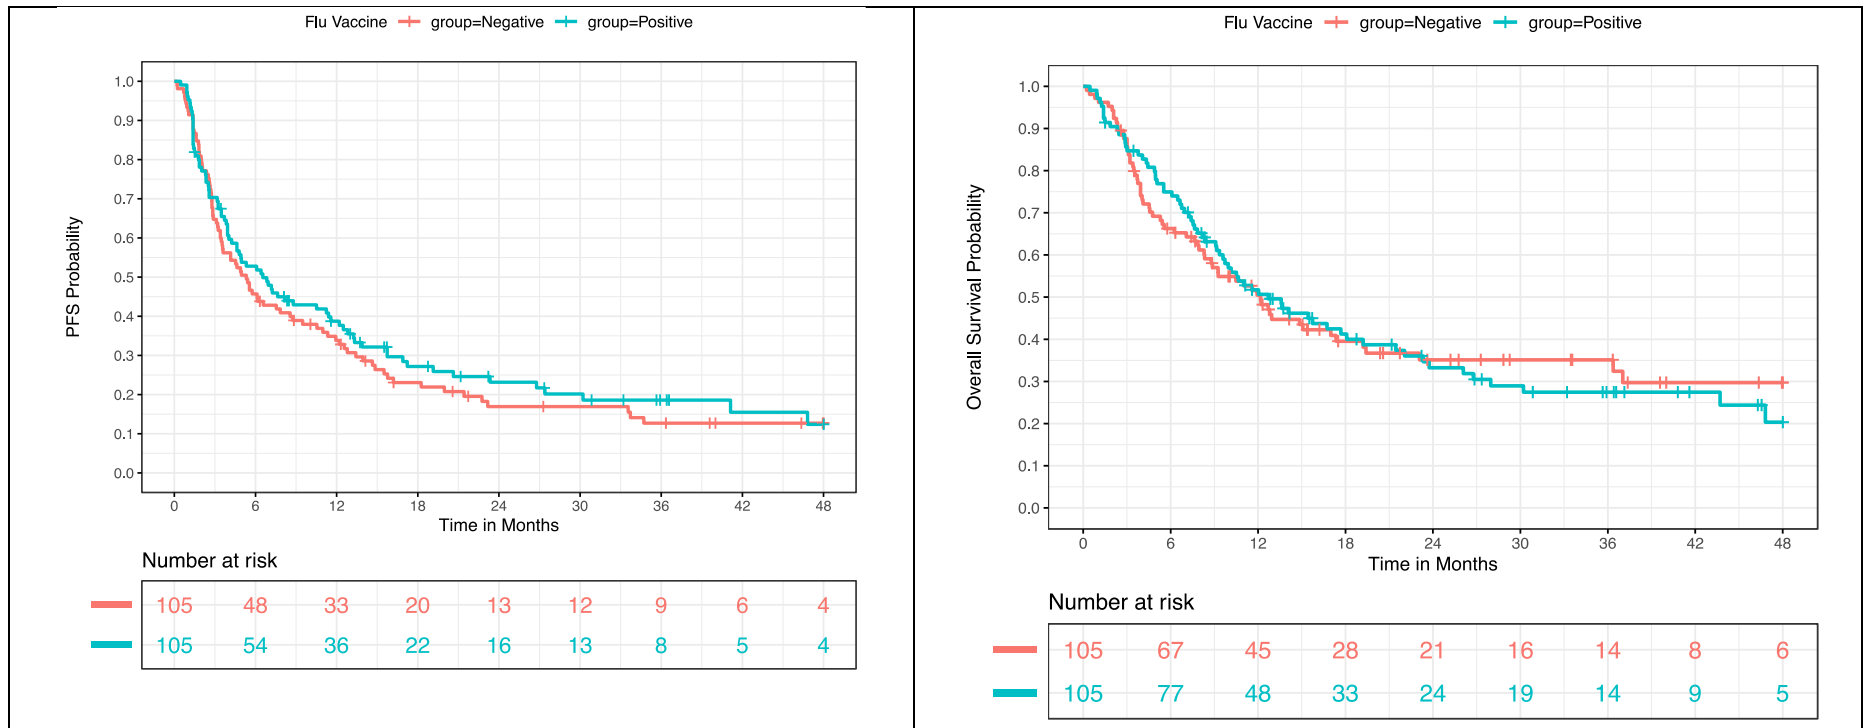 Flu Vaccine group=Negative group=Positive
PFS Probability
1.0
0.9
0.8
0.7
0.6
0.5
0.4
0.3
0.2
0.1
0.0
0 6 12 18 24 30 36 42 48
Time in Months
Number at risk
105 48 33 20 13 12 9 6 4
105 54 36 22 16 13 8 5 4
Flu Vaccine group=Negative group=Positive
Overall Survival Probability
1.0
0.9
0.8
0.7
0.6
0.5
0.4
0.3
0.2
0.1
0.0
0 6 12 18 24 30 36 42 48
Time in Months
Number at risk
105 67 45 28 21 16 14 8 6
105 77 48 33 24 19 14 9 5